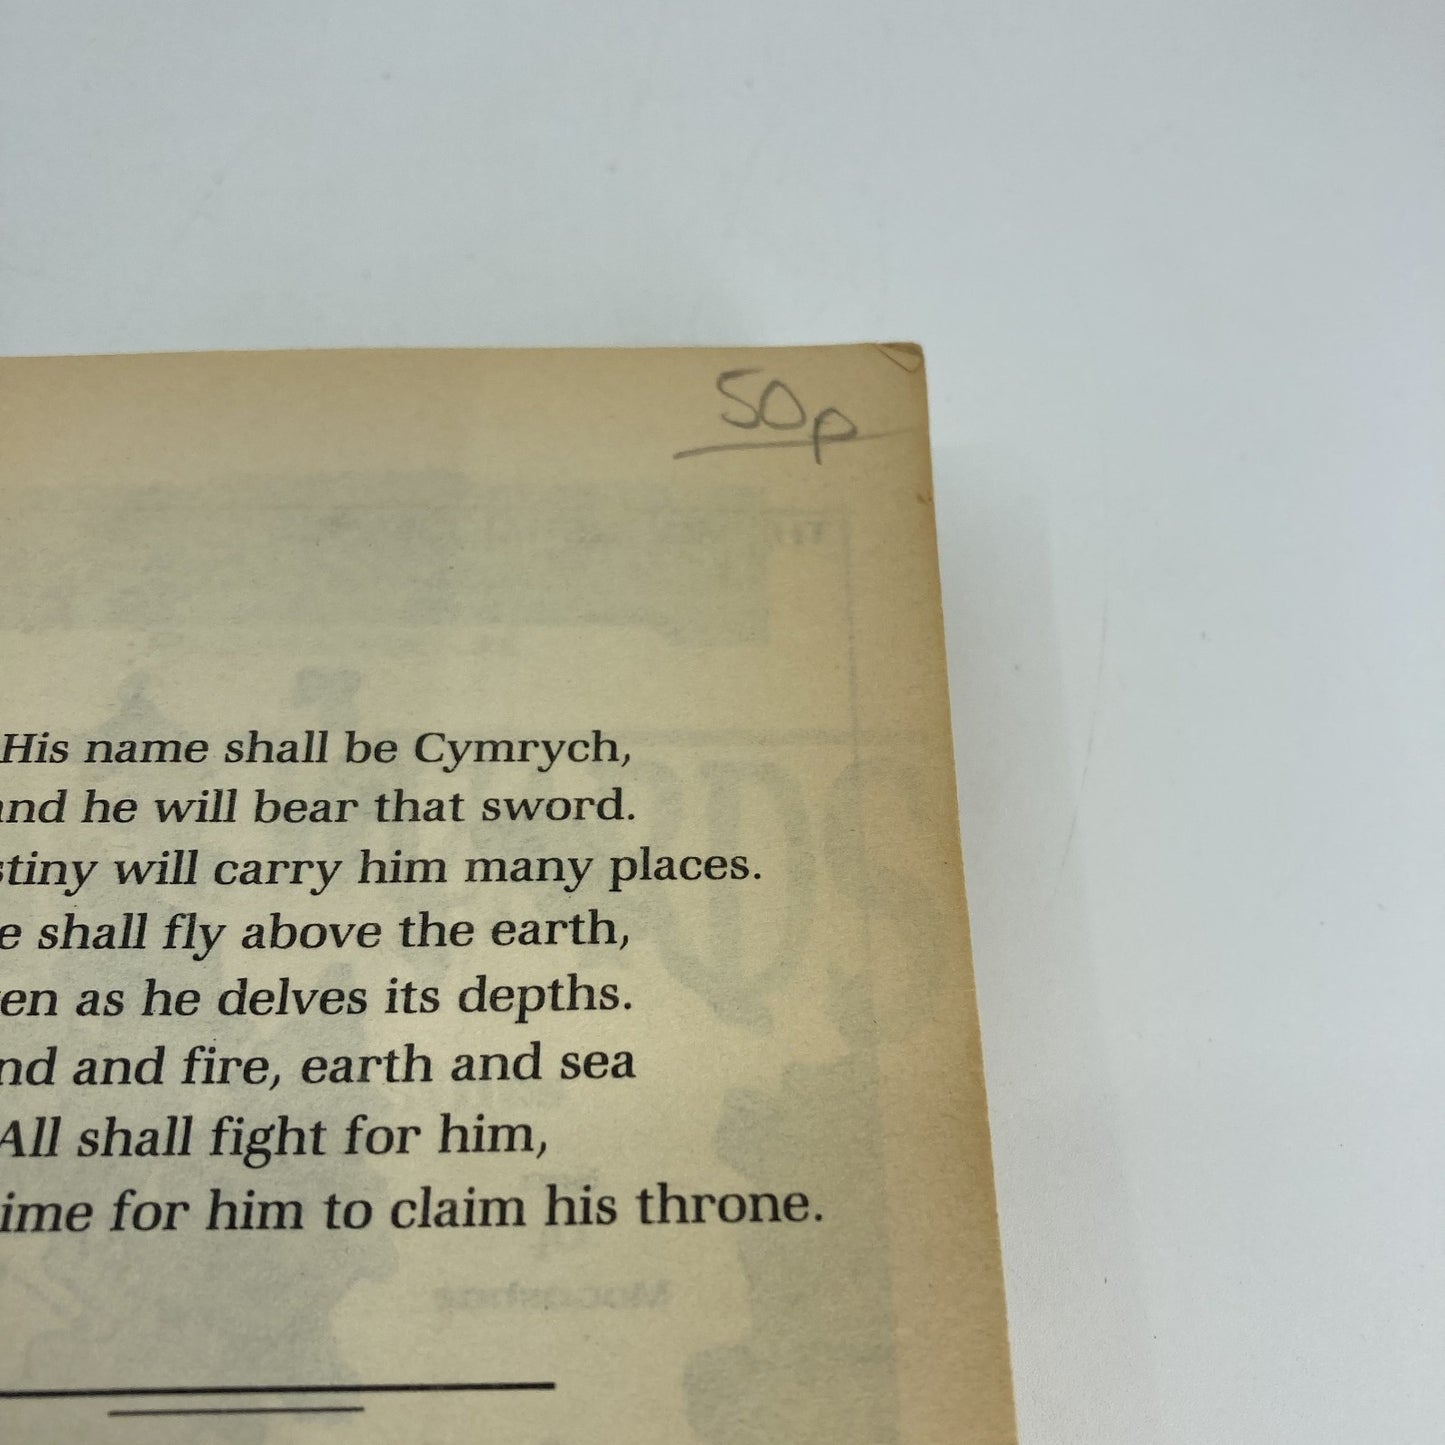 50p
His name shall be Cymrych,
and he will bear that sword.
stiny will carry him many places.
e shall fly above the earth,
en as he delves its depths.
nd and fire, earth and sea
All shall fight for him,
ime for him to claim his throne.